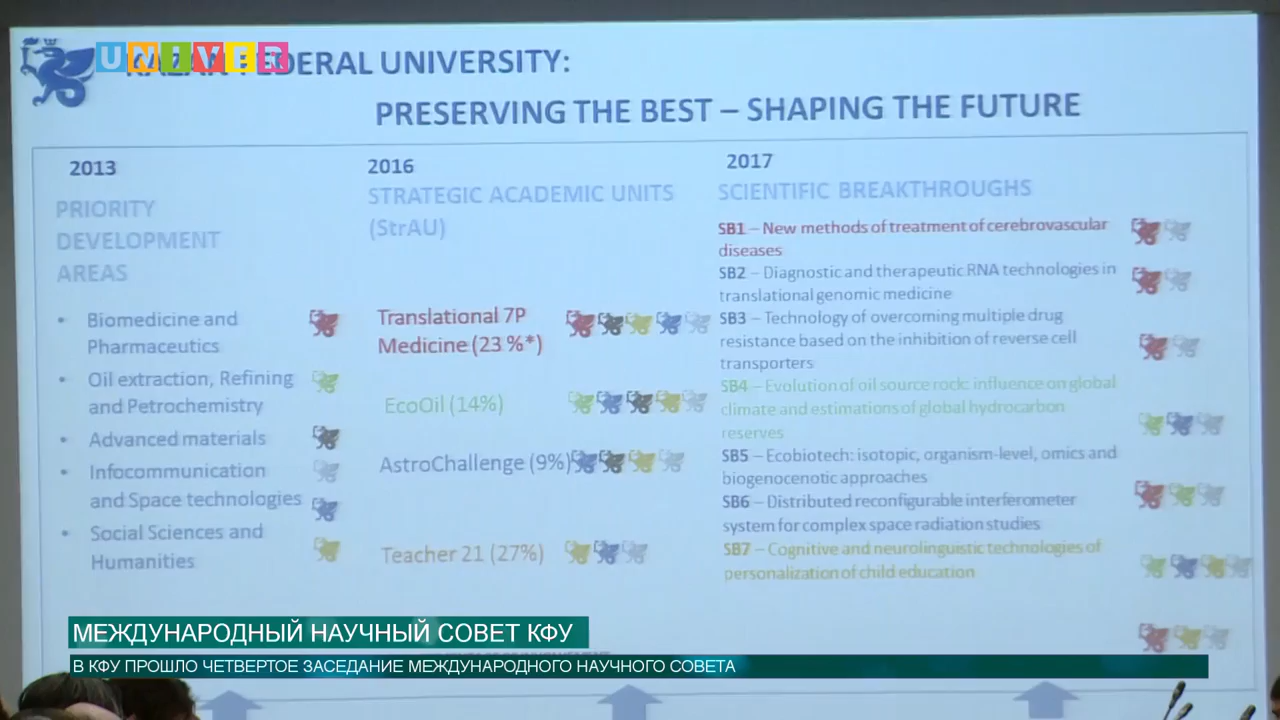 UNIVER
KAZAN FEDERAL UNIVERSITY:
PRESERVING THE BEST – SHAPING THE FUTURE
2013
PRIORITY
DEVELOPMENT
AREAS
• Biomedicine and
Pharmaceutics
• Oil extraction, Refining
and Petrochemistry
• Advanced materials
• Infocommunication
and Space technologies
• Social Sciences and
Humanities
2016
STRATEGIC ACADEMIC UNITS
(StrAU)
Translational 7P
Medicine (23 %*)
EcoOil (14%)
AstroChallenge (9%)
Teacher 21 (27%)
2017
SCIENTIFIC BREAKTHROUGHS
SB1 – New methods of treatment of cerebrovascular
diseases
SB2 – Diagnostic and therapeutic RNA technologies in
translational genomic medicine
SB3 – Technology of overcoming multiple drug
resistance based on the inhibition of reverse cell
transporters
SB4 – Evolution of oil source rock: influence on global
climate and estimations of global hydrocarbon
reserves
SB5 – Ecobiotech: isotopic, organism-level, omics and
biogenocenotic approaches
SB6 – Distributed reconfigurable interferometer
system for complex space radiation studies
SB7 – Cognitive and neurolinguistic technologies of
personalization of child education
МЕЖДУНАРОДНЫЙ НАУЧНЫЙ СОВЕТ КФУ
В КФУ ПРОШЛО ЧЕТВЕРТОЕ ЗАСЕДАНИЕ МЕЖДУНАРОДНОГО НАУЧНОГО СОВЕТА